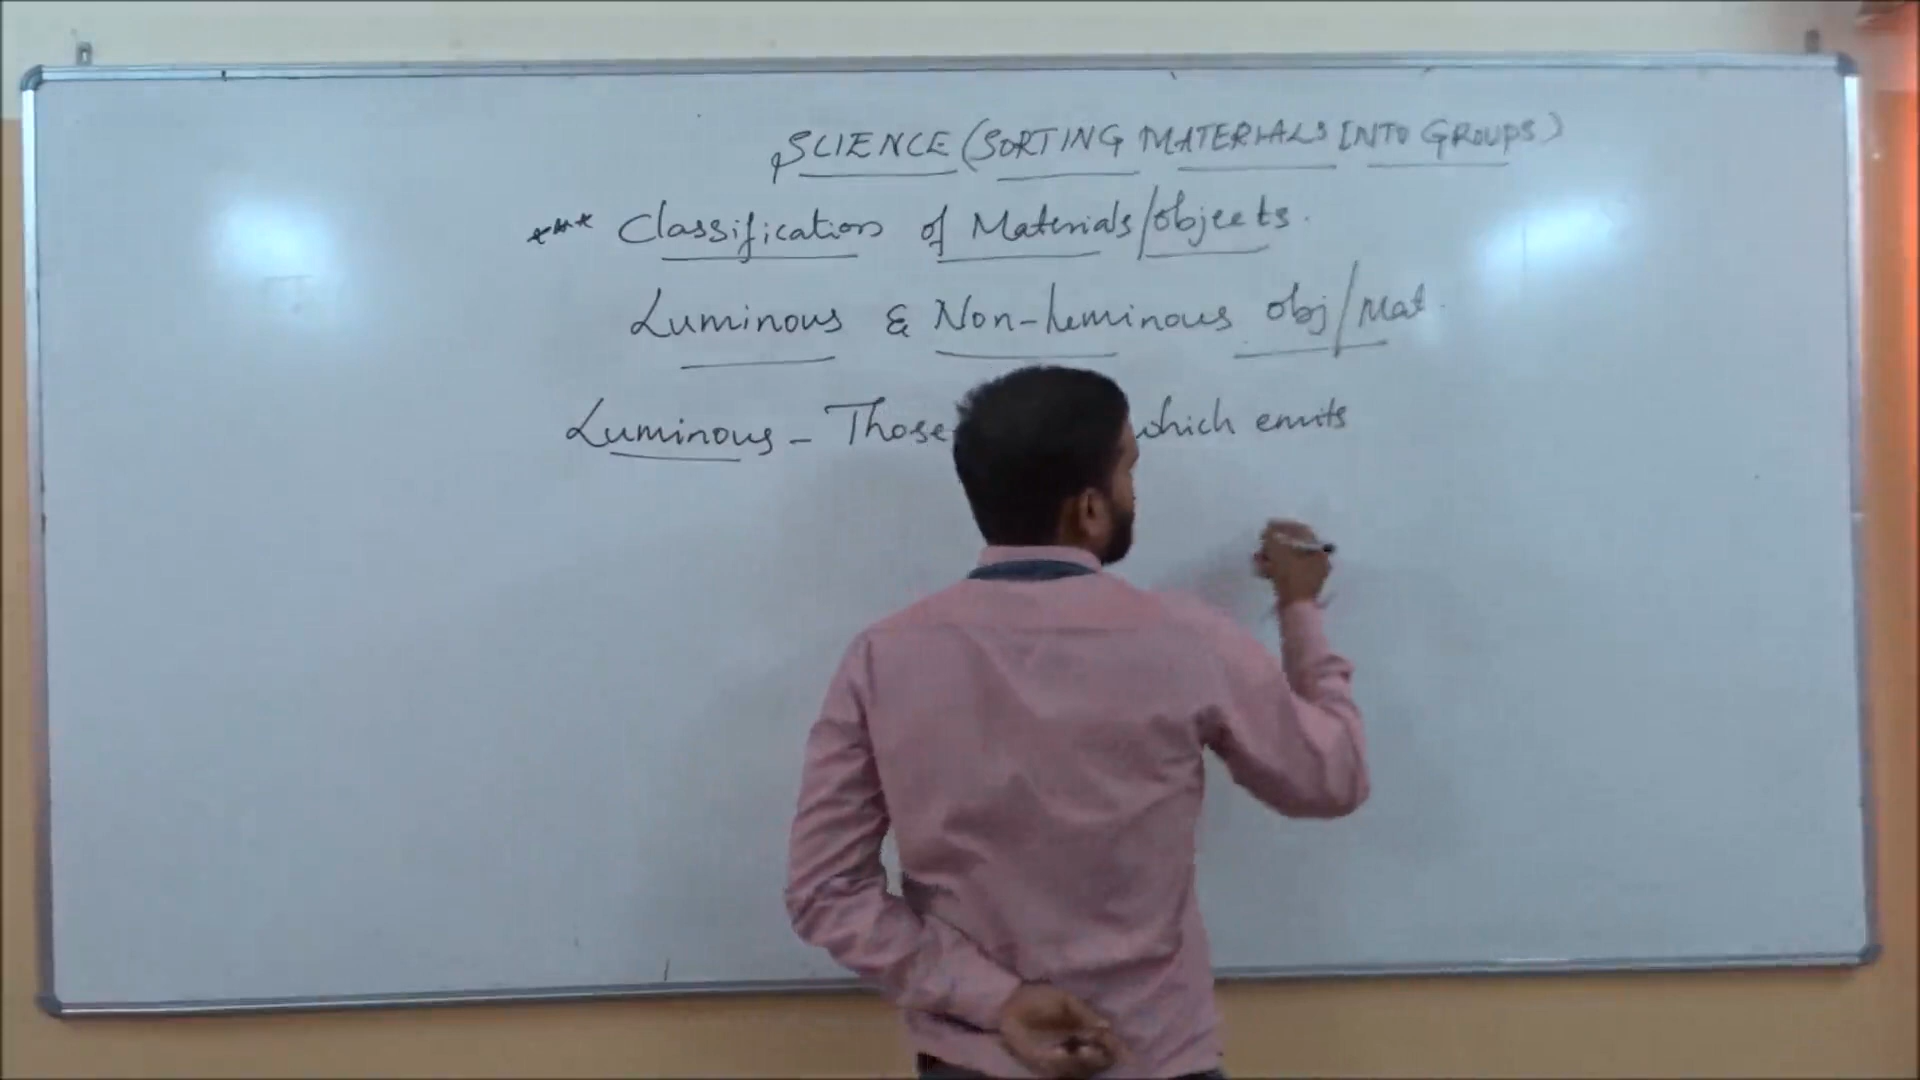 SCIENCE (SORTING MATERIALS INTO GROUPS)
*** Classification of Materials/objects.
Luminous & Non-luminous obj/Mat.
Luminous - Those which emits